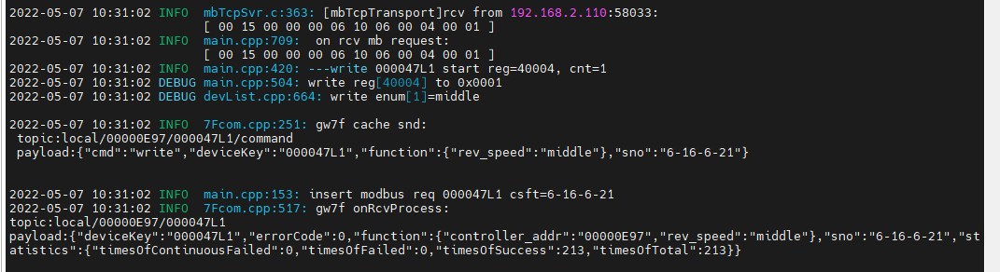 2022-05-07 10:31:02 INFO  mbTcpSvr.c:363: [mbTcpTransport]rcv from 192.168.2.110:58033:
[ 00 15 00 00 00 06 10 06 00 04 00 01 ]
2022-05-07 10:31:02 INFO  main.cpp:709:  on rcv mb request:
[ 00 15 00 00 00 06 10 06 00 04 00 01 ]
2022-05-07 10:31:02 INFO  main.cpp:420: ---write 000047L1 start reg=40004, cnt=1
2022-05-07 10:31:02 DEBUG main.cpp:504: write reg[40004] to 0x0001
2022-05-07 10:31:02 DEBUG devList.cpp:664: write enum[1]=middle
2022-05-07 10:31:02 INFO  7Fcom.cpp:251: gw7f cache snd:
topic:local/00000E97/000047L1/command
payload:{"cmd":"write","deviceKey":"000047L1","function":{"rev_speed":"middle"},"sno":"6-16-6-21"}
2022-05-07 10:31:02 INFO  main.cpp:153: insert modbus req 000047L1 csft=6-16-6-21
2022-05-07 10:31:02 INFO  7Fcom.cpp:517: gw7f onRcvProcess:
topic:local/00000E97/000047L1
payload:{"deviceKey":"000047L1","errorCode":0,"function":{"controller_addr":"00000E97","rev_speed":"middle"},"sno":"6-16-6-21","st
atistics":{"timesOfContinuousFailed":0,"timesOfFailed":0,"timesOfSuccess":213,"timesOfTotal":213}}